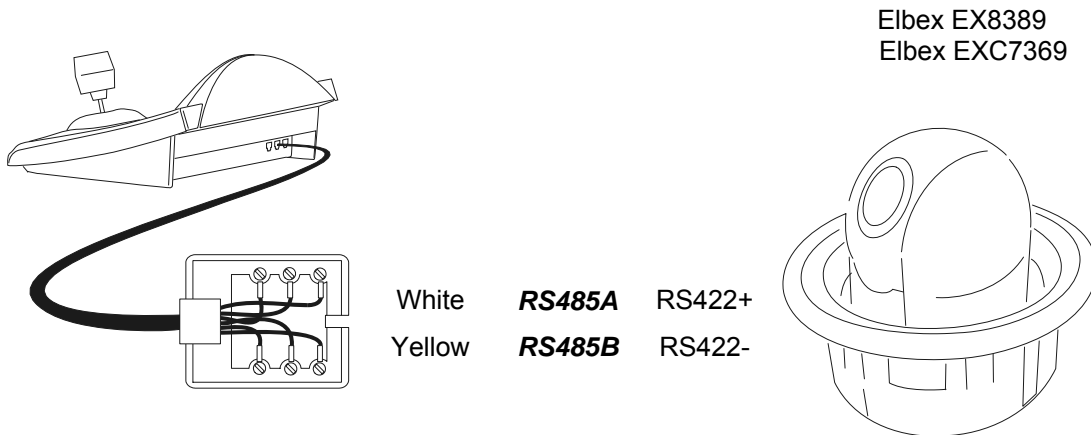 Elbex EX8389
Elbex EXC7369
White RS485A RS422+
Yellow RS485B RS422-